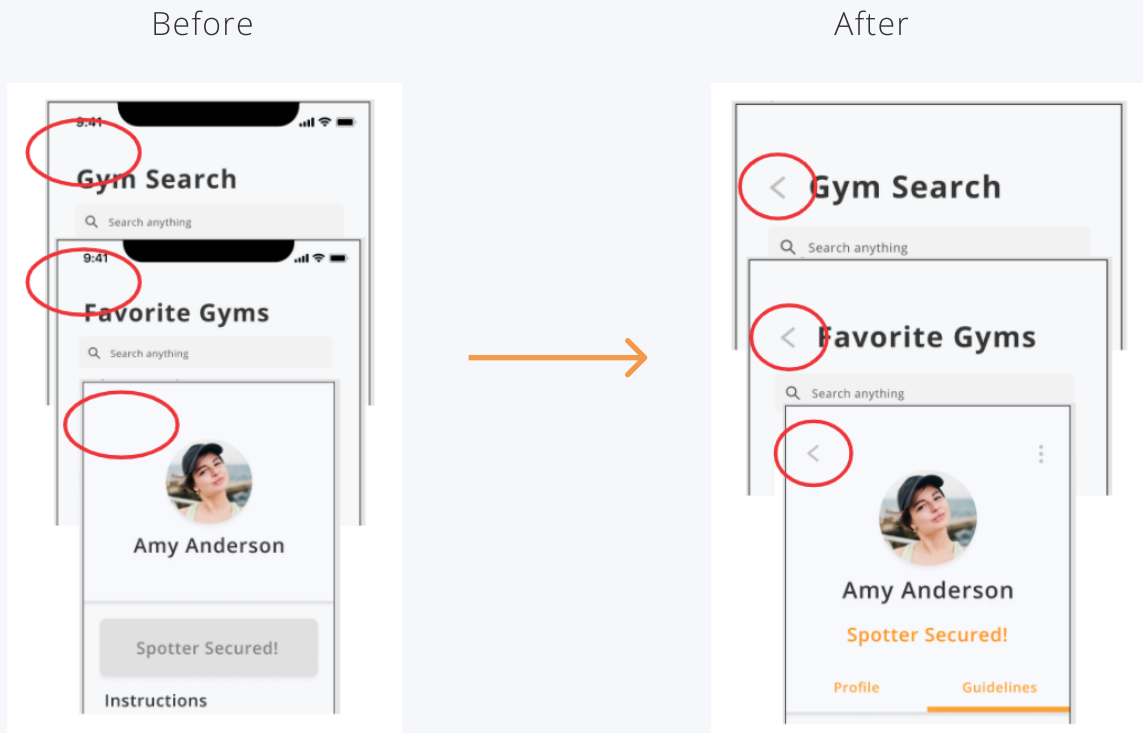 Before
After
9:41
Gym Search
Search anything
9:41
Favorite Gyms
Search anything
Amy Anderson
Spotter Secured!
Instructions
Gym Search
Search anything
Favorite Gyms
Search anything
Amy Anderson
Spotter Secured!
Profile
Guidelines